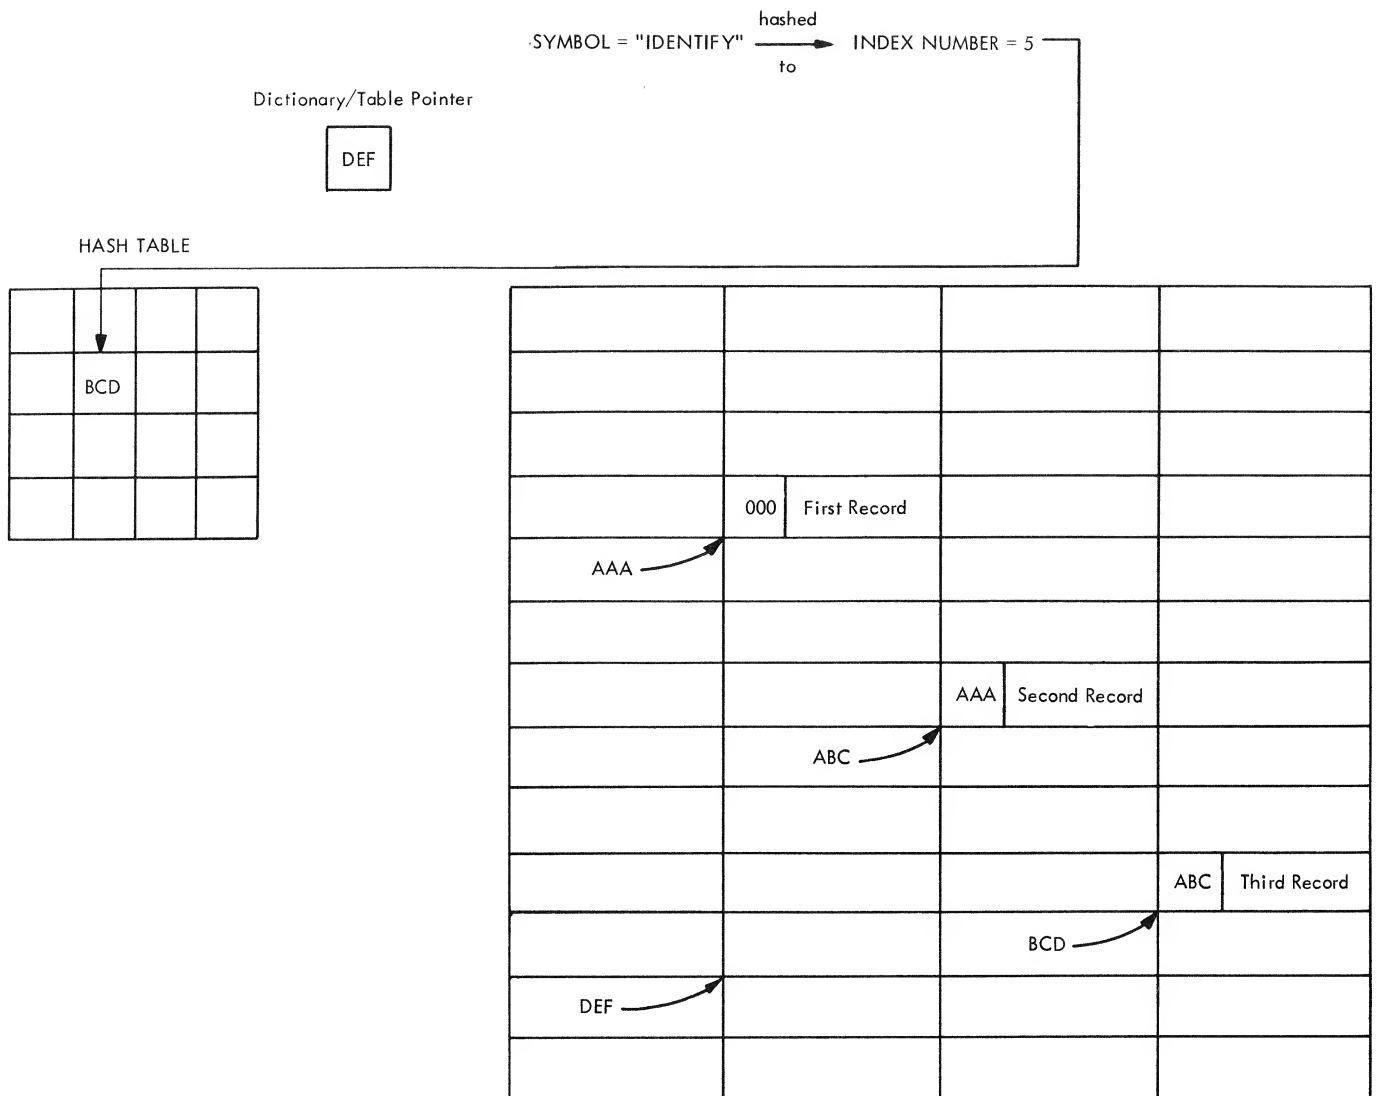 hashed
SYMBOL = "IDENTIFY" INDEX NUMBER = 5
to
Dictionary/Table Pointer
DEF
HASH TABLE
BCD
000 First Record
AAA
AAA Second Record
ABC
ABC Third Record
BCD
DEF